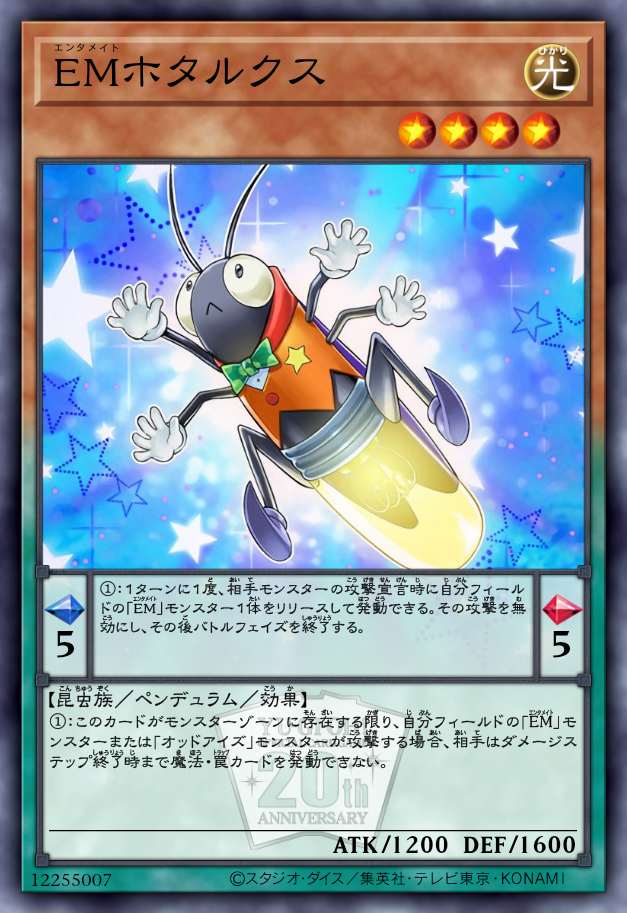 エンタメイト
EMホタルクス
ひかり
光
①:1ターンに1度、相手モンスターの攻撃宣言時に自分フィール
ドの「EM」モンスター1体をリリースして発動できる。その攻撃を無
効にし、その後バトルフェイズを終了する。
5
5
【昆虫族／ペンデュラム／効果】
①:このカードがモンスターゾーンに存在する限り、自分フィールドの「EM」モ
ンスターまたは「オッドアイズ」モンスターが攻撃する場合、相手はダメージス
テップ終了時まで魔法・罠カードを発動できない。
YU-GI-OH!
20th
ANNIVERSARY
ATK/1200 DEF/1600
12255007
©スタジオ・ダイス／集英社・テレビ東京・KONAMI